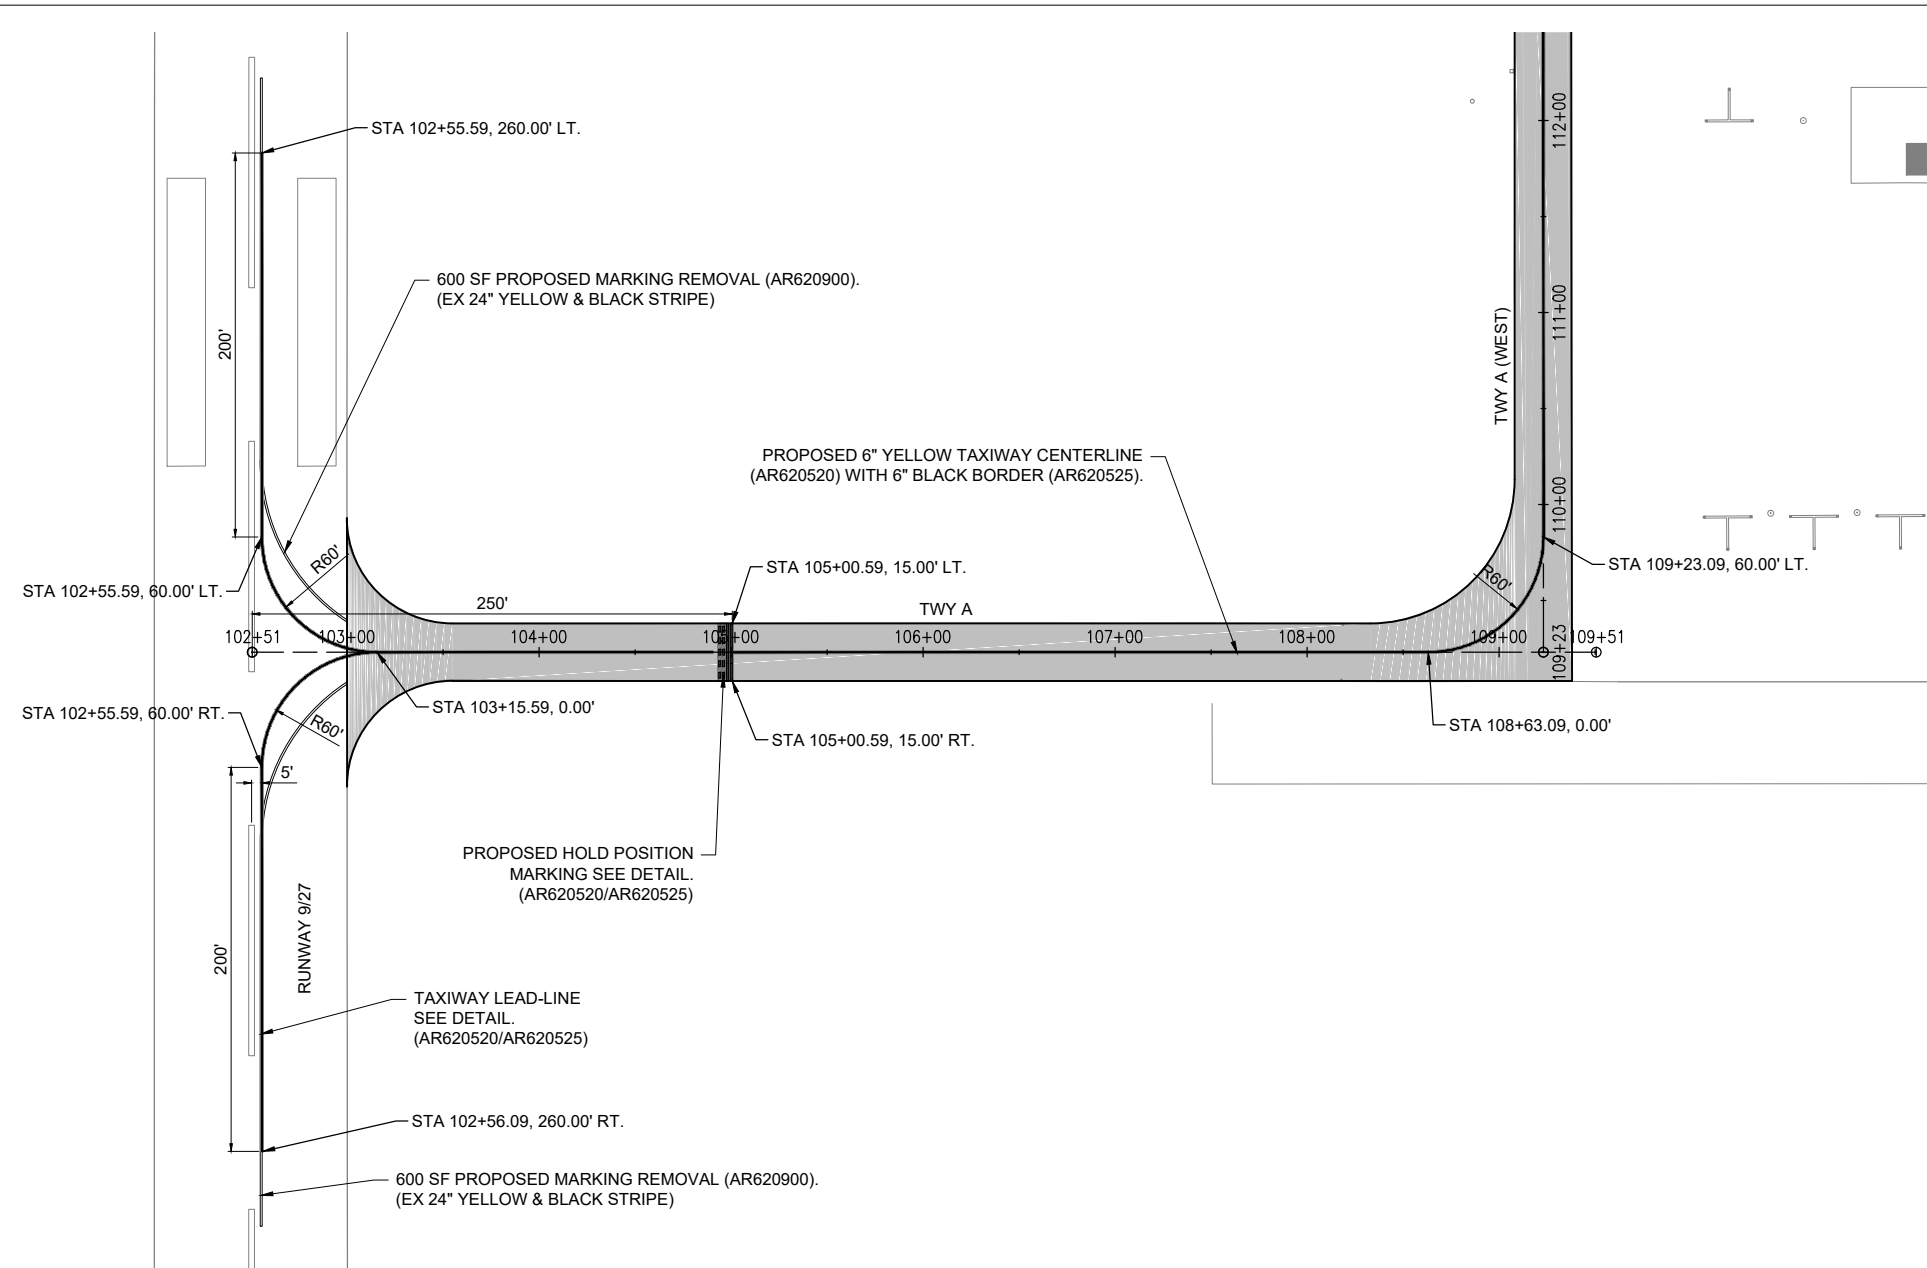 STA 102+55.59, 260.00' LT.
112+00
600 SF PROPOSED MARKING REMOVAL (AR620900).
(EX 24" YELLOW & BLACK STRIPE)
200'
111+00
TWY A (WEST)
PROPOSED 6" YELLOW TAXIWAY CENTERLINE
(AR620520) WITH 6" BLACK BORDER (AR620525).
110+00
R60'
STA 102+55.59, 60.00' LT.
STA 105+00.59, 15.00' LT.
R60'
STA 109+23.09, 60.00' LT.
250'
TWY A
102+51
103+00
104+00
105+00
106+00
107+00
108+00
109+00
109+23
109+51
STA 102+55.59, 60.00' RT.
R60'
STA 103+15.59, 0.00'
STA 105+00.59, 15.00' RT.
STA 108+63.09, 0.00'
5'
PROPOSED HOLD POSITION
MARKING SEE DETAIL.
(AR620520/AR620525)
RUNWAY 9/27
200'
TAXIWAY LEAD-LINE
SEE DETAIL.
(AR620520/AR620525)
STA 102+56.09, 260.00' RT.
600 SF PROPOSED MARKING REMOVAL (AR620900).
(EX 24" YELLOW & BLACK STRIPE)